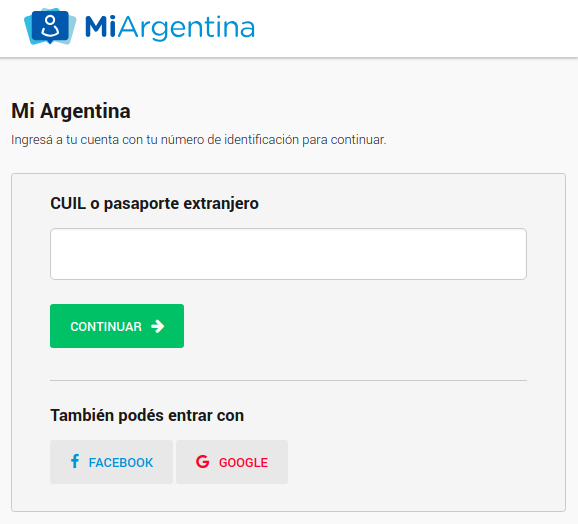 MiArgentina
Mi Argentina
Ingresá a tu cuenta con tu número de identificación para continuar.
CUIL o pasaporte extranjero
CONTINUAR
También podés entrar con
FACEBOOK
GOOGLE